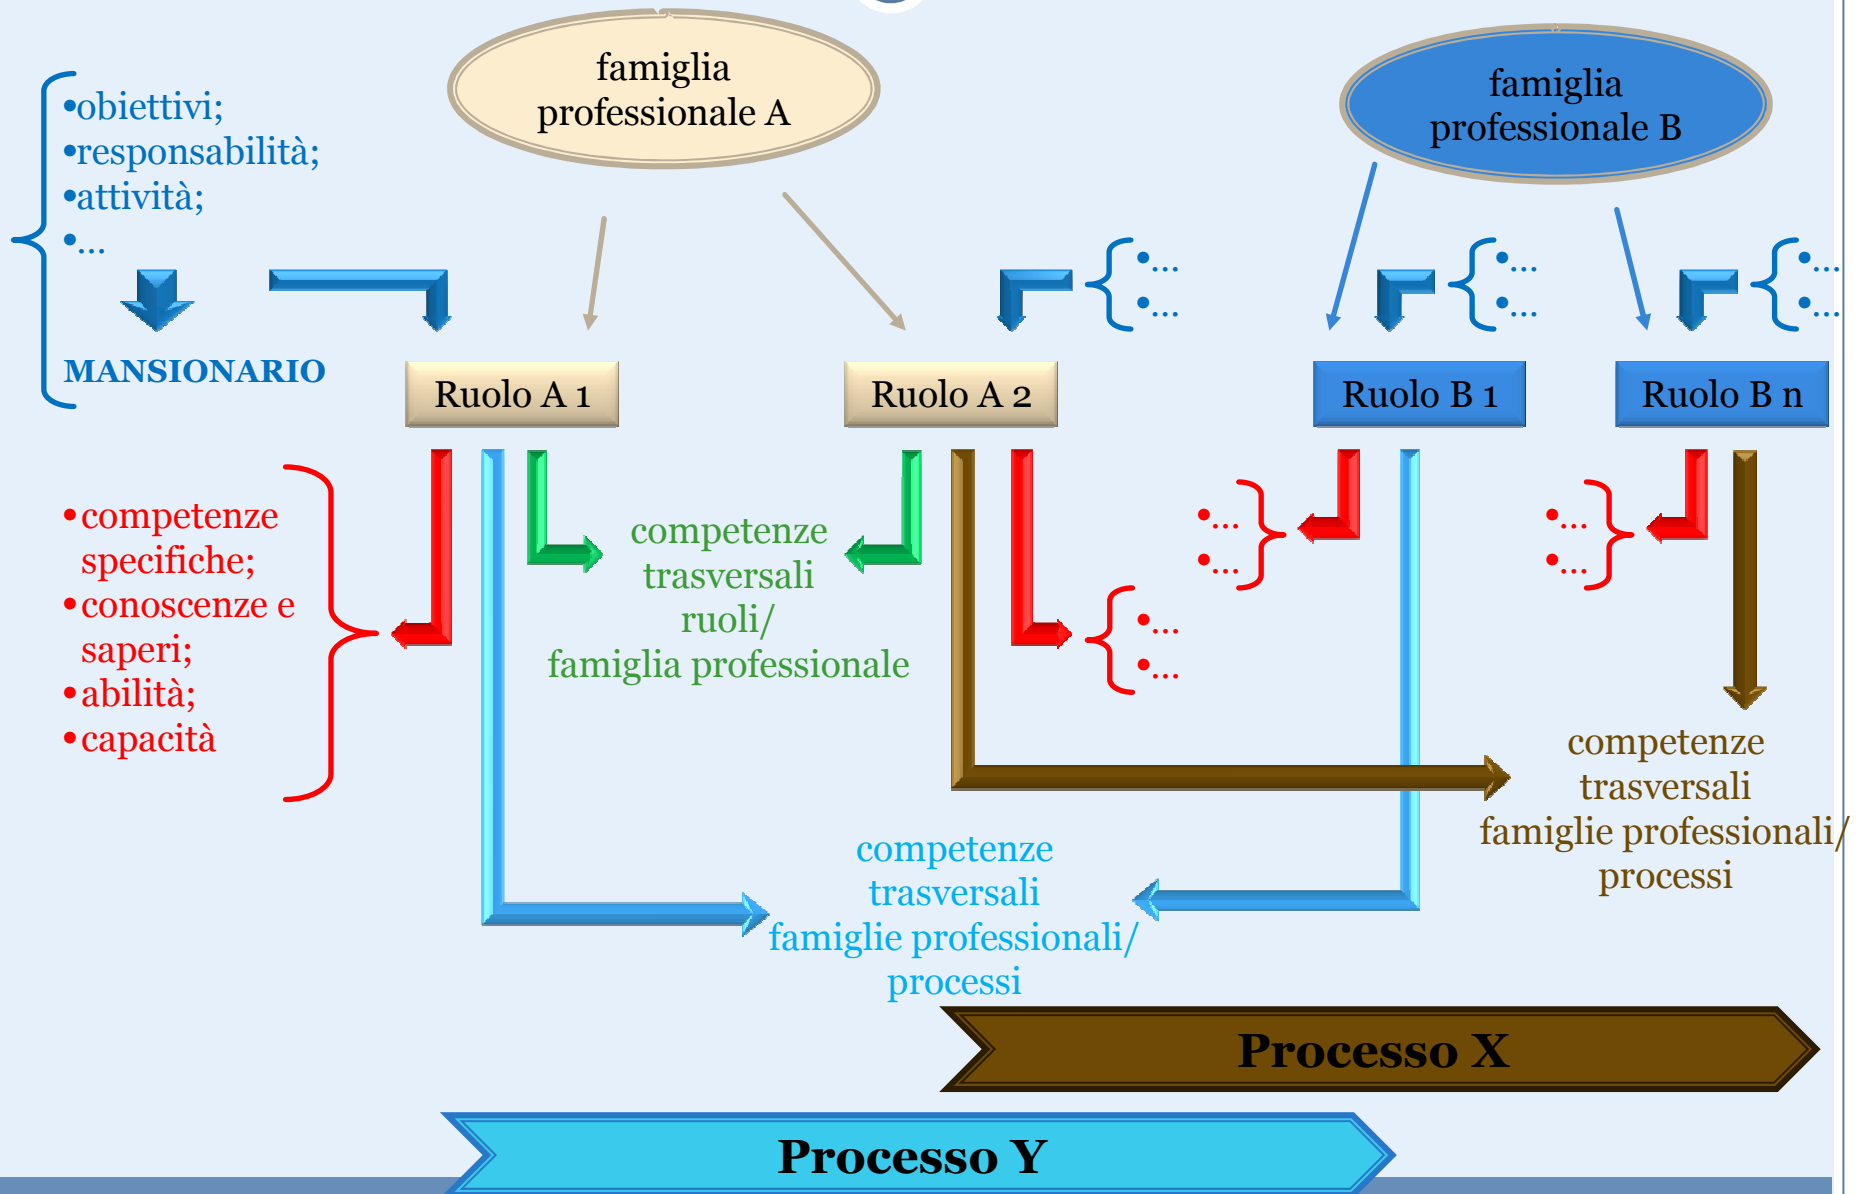 famiglia
professionale A
famiglia
professionale B
•obiettivi;
•responsabilità;
•attività;
•...
MANSIONARIO
•...
•...
•...
•...
•...
•...
Ruolo A 1
Ruolo A 2
Ruolo B 1
Ruolo B n
•competenze
specifiche;
•conoscenze e
saperi;
•abilità;
•capacità
competenze
trasversali
ruoli/
famiglia professionale
•...
•...
•...
•...
•...
•...
competenze
trasversali
famiglie professionali/
processi
competenze
trasversali
famiglie professionali/
processi
Processo X
Processo Y